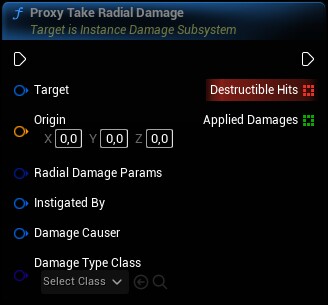 Proxy Take Radial Damage
Target is Instance Damage Subsystem
Target
Destructible Hits
Origin
Applied Damages
X 0,0 Y 0,0 Z 0,0
Radial Damage Params
Instigated By
Damage Causer
Damage Type Class
Select Class